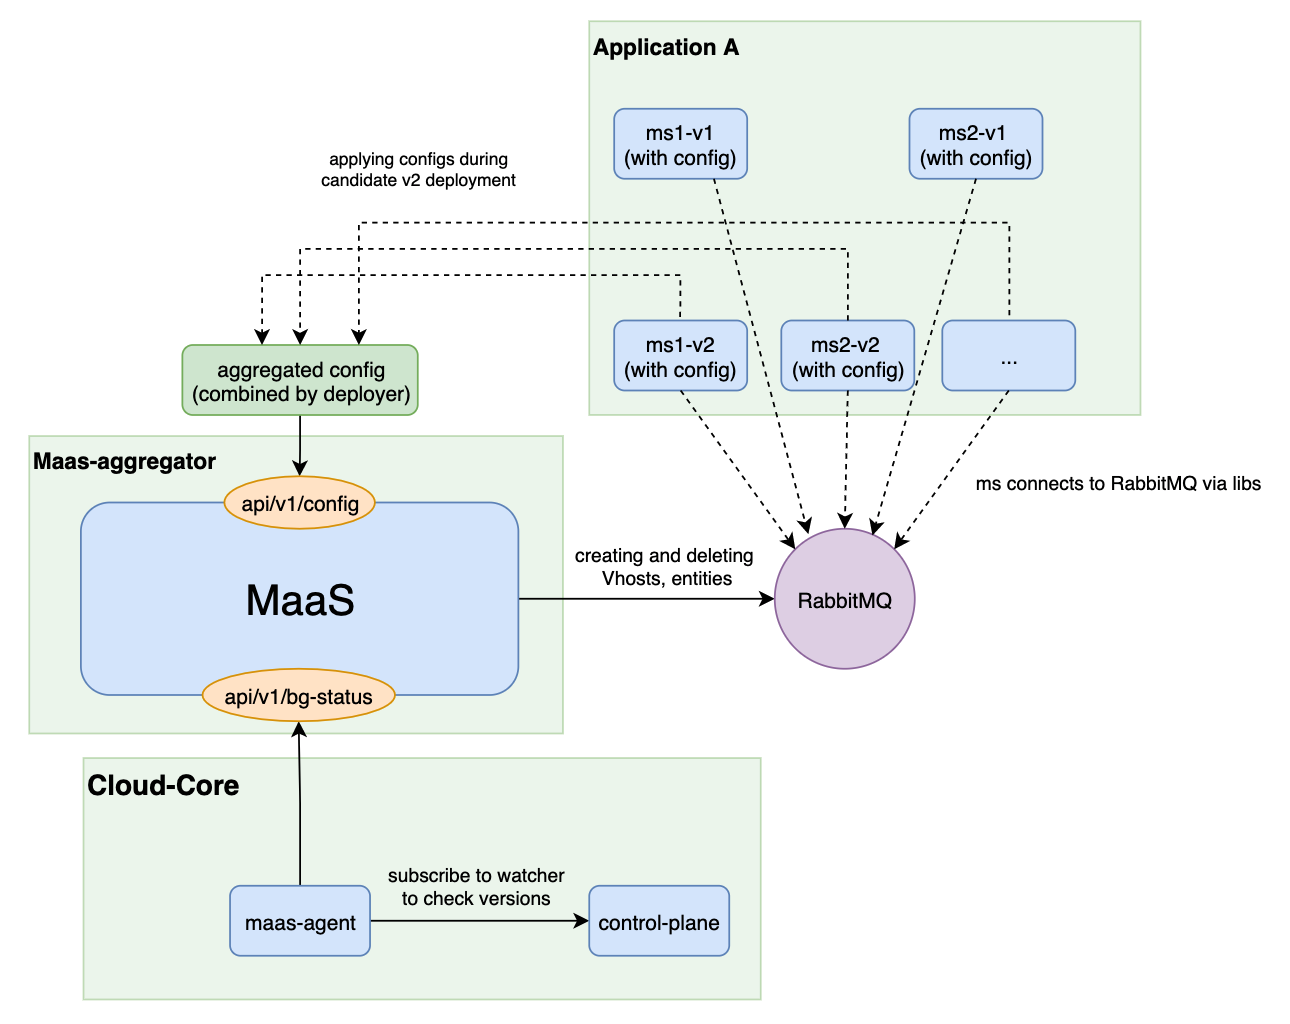 Application A
ms1-v1
(with config)
ms2-v1
(with config)
applying configs during
candidate v2 deployment
ms1-v2
(with config)
ms2-v2
(with config)
...
aggregated config
(combined by deployer)
Maas-aggregator
api/v1/config
ms connects to RabbitMQ via libs
MaaS
creating and deleting
Vhosts, entities
RabbitMQ
api/v1/bg-status
Cloud-Core
subscribe to watcher
to check versions
maas-agent
control-plane